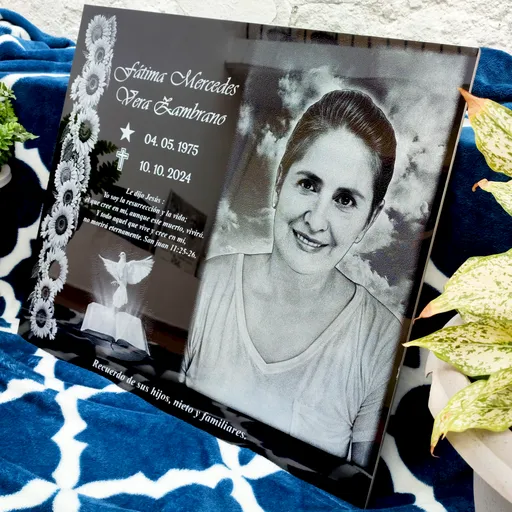 Fátima Mercedes
Vera Zambrano
04. 05. 1975
10. 10. 2024
Le dijo Jesús :
Yo soy la resurrección y la vida;
el que cree en mi, aunque este muerto, vivirá.
Y todo aquel que vive y cree en mi,
no morirá eternamente. San juan 11:25-26.
Recuerdo de sus hijos, nieto y familiares.